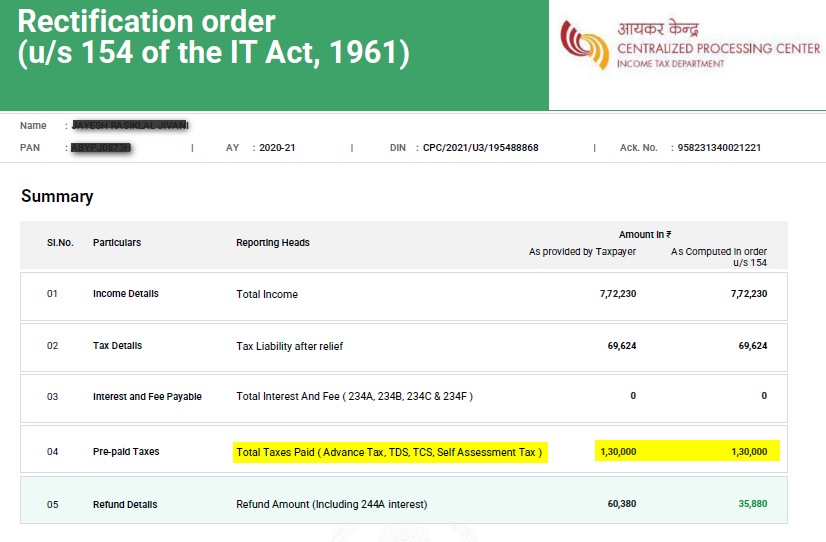 Rectification order
(u/s 154 of the IT Act, 1961)
आयकर केन्द्र
CENTRALIZED PROCESSING CENTER
INCOME TAX DEPARTMENT
Name :
PAN : | AY : 2020-21 | DIN : CPC/2021/U3/195488868 | Ack. No. : 958231340021221
Summary
Sl.No. Particulars Reporting Heads Amount in ₹
As provided by Taxpayer As Computed in order u/s 154
01 Income Details Total Income 7,72,230 7,72,230
02 Tax Details Tax Liability after relief 69,624 69,624
03 Interest and Fee Payable Total Interest And Fee ( 234A, 234B, 234C & 234F ) 0 0
04 Pre-paid Taxes Total Taxes Paid ( Advance Tax, TDS, TCS, Self Assessment Tax ) 1,30,000 1,30,000
05 Refund Details Refund Amount (Including 244A interest) 60,380 35,880